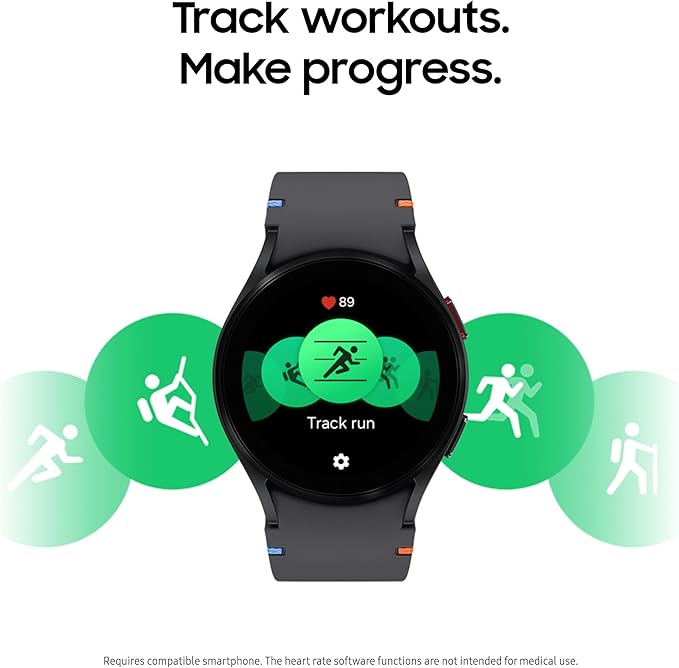 Track workouts.
Make progress.
89
Track run
Requires compatible smartphone. The heart rate software functions are not intended for medical use.